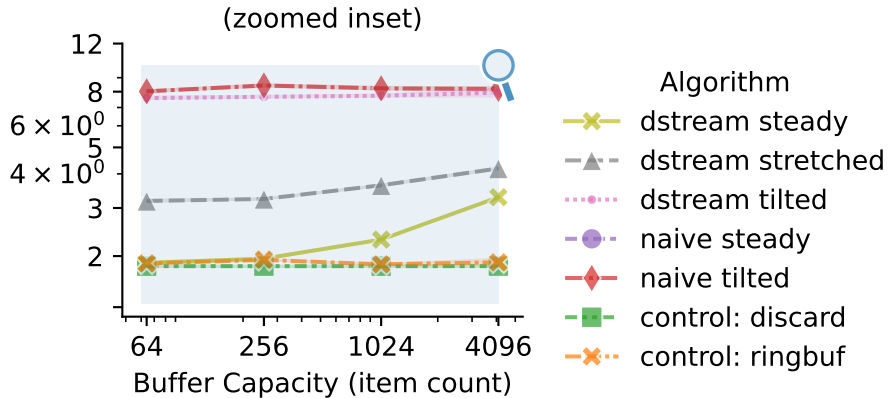 (zoomed inset)
12
8
6 × 10⁰
5
4 × 10⁰
3
2
64 256 1024 4096
Buffer Capacity (item count)
Algorithm
dstream steady
dstream stretched
dstream tilted
naive steady
naive tilted
control: discard
control: ringbuf